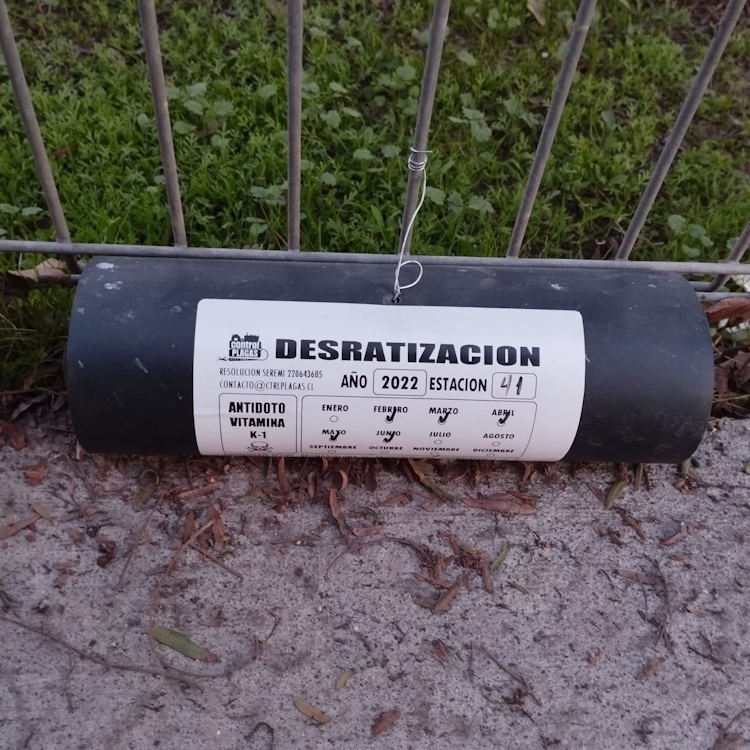 control
PLAGAS
DESRATIZACION
RESOLUCION SEREMI 220643685
CONTACTO@CTRLPLAGAS.CL
AÑO 2022 ESTACION 41
ANTIDOTO
VITAMINA
K-1
ENERO FEBRERO MARZO ABRIL
MAYO JUNIO JULIO AGOSTO
SEPTIEMBRE OCTUBRE NOVIEMBRE DICIEMBRE